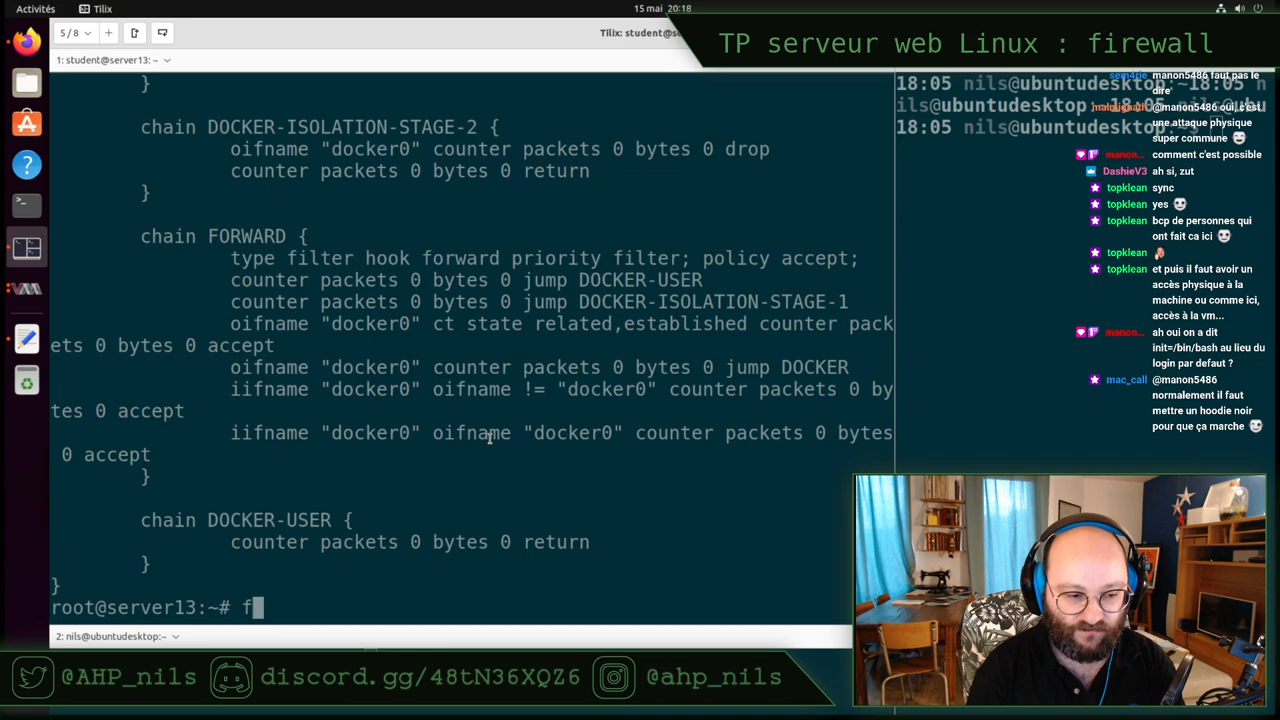 Activités
Tilix
15 mai 20:18
5/8
Tilix: student@se
TP serveur web Linux : firewall
1: student@server13: ~
}
chain DOCKER-ISOLATION-STAGE-2 {
oifname "docker0" counter packets 0 bytes 0 drop
counter packets 0 bytes 0 return
}
chain FORWARD {
type filter hook forward priority filter; policy accept;
counter packets 0 bytes 0 jump DOCKER-USER
counter packets 0 bytes 0 jump DOCKER-ISOLATION-STAGE-1
oifname "docker0" ct state related,established counter pack
ets 0 bytes 0 accept
oifname "docker0" counter packets 0 bytes 0 jump DOCKER
iifname "docker0" oifname != "docker0" counter packets 0 by
tes 0 accept
iifname "docker0" oifname "docker0" counter packets 0 bytes
0 accept
}
chain DOCKER-USER {
counter packets 0 bytes 0 return
}
}
root@server13:~# f
2: nils@ubuntudesktop:~
18:05 nils@ubuntudesktop:~18:05 n
ils@ubuntudesktop:~18:05 nils@ubu
18:05 nils@ubuntudesktop:~$
manon5486 faut pas le
dire
@manon5486 oui, c'est
une attaque physique
super commune
manon... comment c'est possible
DashieV3 ah si, zut
topklean sync
topklean yes
topklean bcp de personnes qui
ont fait ca ici
topklean
topklean et puis il faut avoir un
accès physique à la
machine ou comme ici,
accès à la vm...
manon... ah oui on a dit
init=/bin/bash au lieu du
login par defaut ?
mac_call @manon5486
normalement il faut
mettre un hoodie noir
pour que ça marche
@AHP_nils
discord.gg/48tN36XQZ6
@ahp_nils